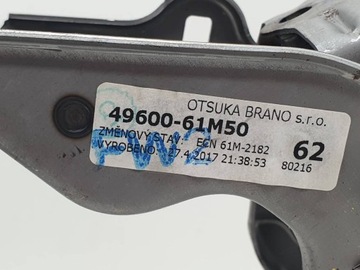 OTSUKA BRANO s.r.o.
49600-61M50
ZMĚNOVÝ STAV ECN 61M-2182 62
VYROBENO 27.4.2017 21:38:53 80216
PW2